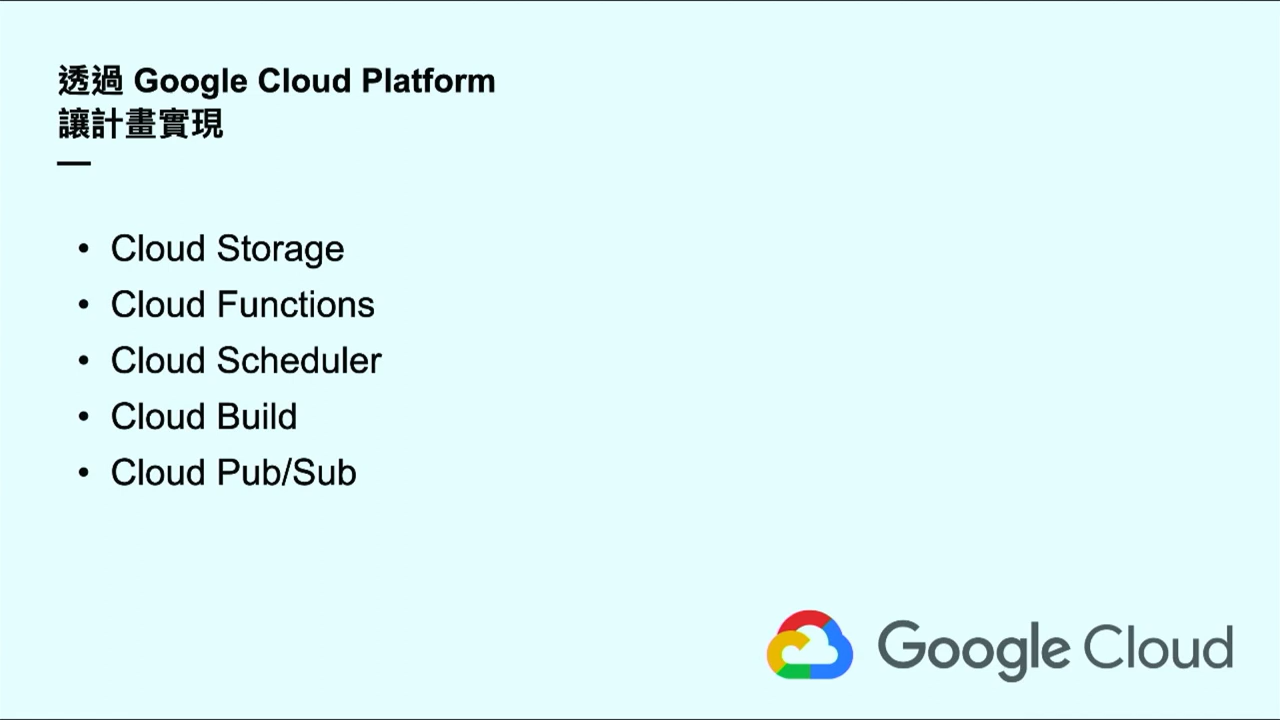 透過 Google Cloud Platform
讓計畫實現
• Cloud Storage
• Cloud Functions
• Cloud Scheduler
• Cloud Build
• Cloud Pub/Sub
Google Cloud